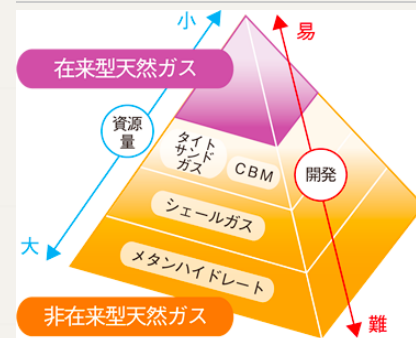 小
易
在来型天然ガス
資源
量
タイト
サンド
ガス
CBM
開発
シェールガス
大
メタンハイドレート
非在来型天然ガス
難